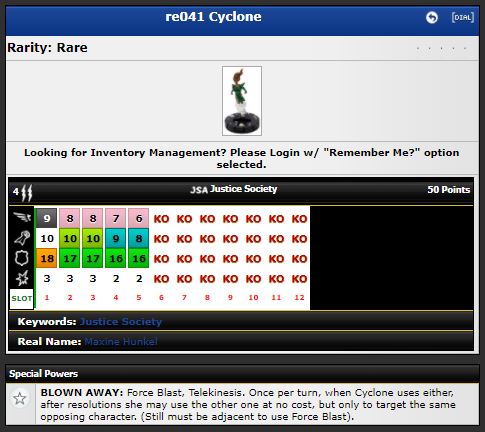 re041 Cyclone [DIAL]
Rarity: Rare
Looking for Inventory Management? Please Login w/ "Remember Me?" option
selected.
4 JSA Justice Society 50 Points
9 8 8 7 6 KO KO KO KO KO KO KO
10 10 10 9 8 KO KO KO KO KO KO KO
18 17 17 16 16 KO KO KO KO KO KO KO
3 3 3 2 2 KO KO KO KO KO KO KO
SLOT 1 2 3 4 5 6 7 8 9 10 11 12
Keywords: Justice Society
Real Name: Maxine Hunkel
Special Powers
BLOWN AWAY: Force Blast, Telekinesis. Once per turn, when Cyclone uses either,
after resolutions she may use the other one at no cost, but only to target the same
opposing character. (Still must be adjacent to use Force Blast).